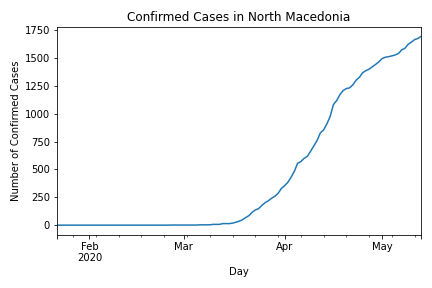 Confirmed Cases in North Macedonia
Number of Confirmed Cases
1750
1500
1250
1000
750
500
250
0
Feb Mar Apr May
2020
Day